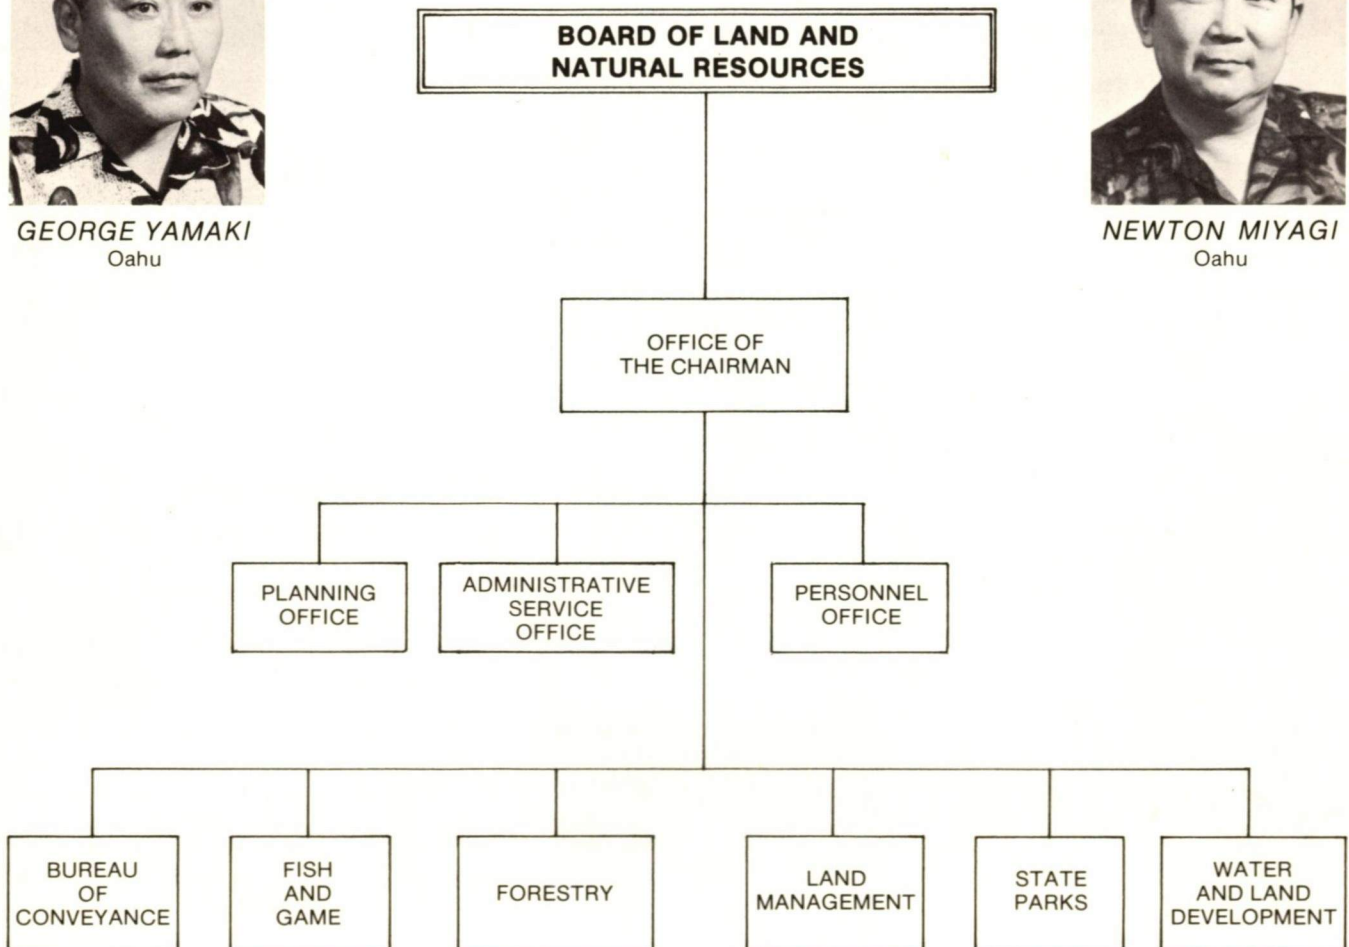 BOARD OF LAND AND
NATURAL RESOURCES
GEORGE YAMAKI
Oahu
NEWTON MIYAGI
Oahu
OFFICE OF
THE CHAIRMAN
PLANNING
OFFICE
ADMINISTRATIVE
SERVICE
OFFICE
PERSONNEL
OFFICE
BUREAU
OF
CONVEYANCE
FISH
AND
GAME
FORESTRY
LAND
MANAGEMENT
STATE
PARKS
WATER
AND LAND
DEVELOPMENT